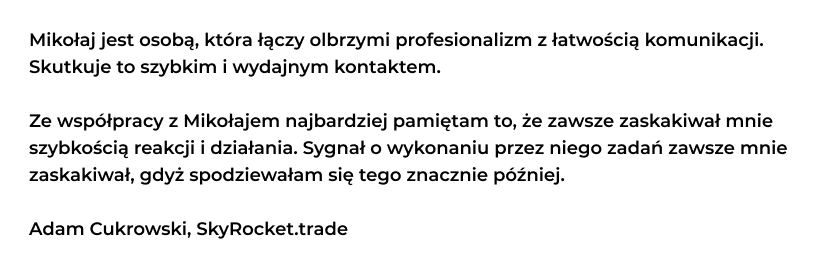 Mikołaj jest osobą, która łączy olbrzymi profesionalizm z łatwością komunikacji.
Skutkuje to szybkim i wydajnym kontaktem.
Ze współpracy z Mikołajem najbardziej pamiętam to, że zawsze zaskakiwał mnie
szybkością reakcji i działania. Sygnał o wykonaniu przez niego zadań zawsze mnie
zaskakiwał, gdyż spodziewałam się tego znacznie później.
Adam Cukrowski, SkyRocket.trade